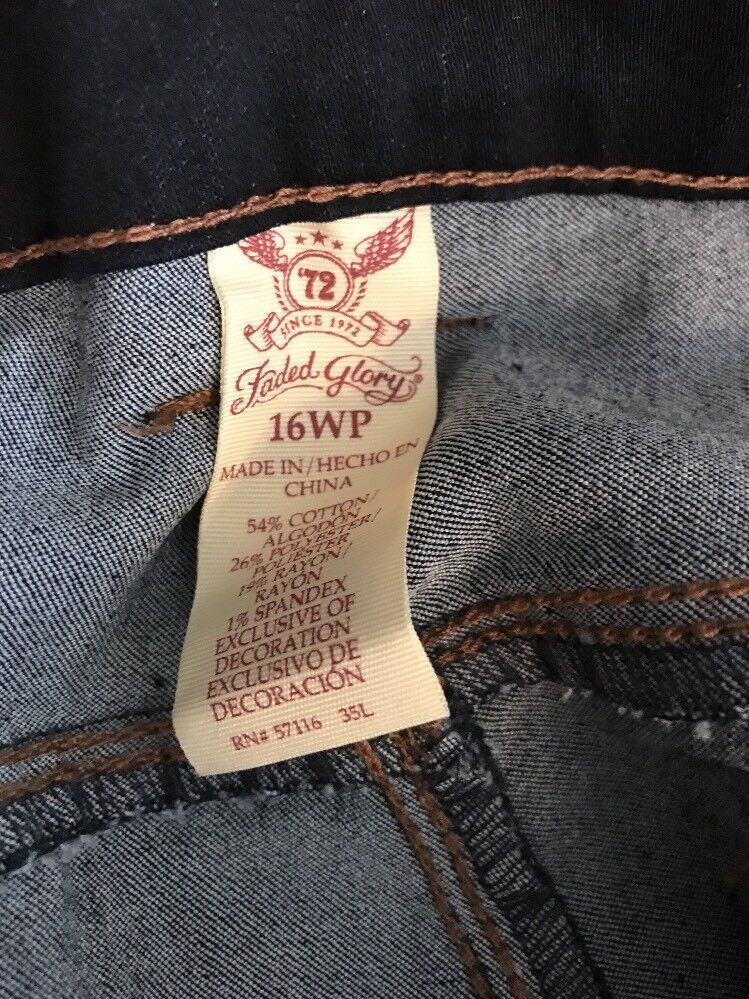 '72
SINCE 1972
Faded Glory®
16WP
MADE IN/HECHO EN
CHINA
54% COTTON/
ALGODÓN
26% POLYESTER/
POLIESTER
19% RAYON/
RAYÓN
1% SPANDEX
EXCLUSIVE OF
DECORATION
EXCLUSIVO DE
DECORACIÓN
RN# 57116 35L